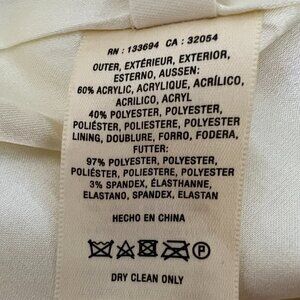 RN : 133694 CA : 32054
OUTER, EXTÉRIEUR, EXTERIOR,
ESTERNO, AUSSEN:
60% ACRYLIC, ACRYLIQUE, ACRÍLICO,
ACRILICO, ACRYL
40% POLYESTER, POLYESTER,
POLIÉSTER, POLIESTERE, POLYESTER
LINING, DOUBLURE, FORRO, FODERA,
FUTTER:
97% POLYESTER, POLYESTER,
POLIÉSTER, POLIESTERE, POLYESTER
3% SPANDEX, ÉLASTHANNE,
ELASTANO, SPANDEX, ELASTAN
HECHO EN CHINA
P
DRY CLEAN ONLY